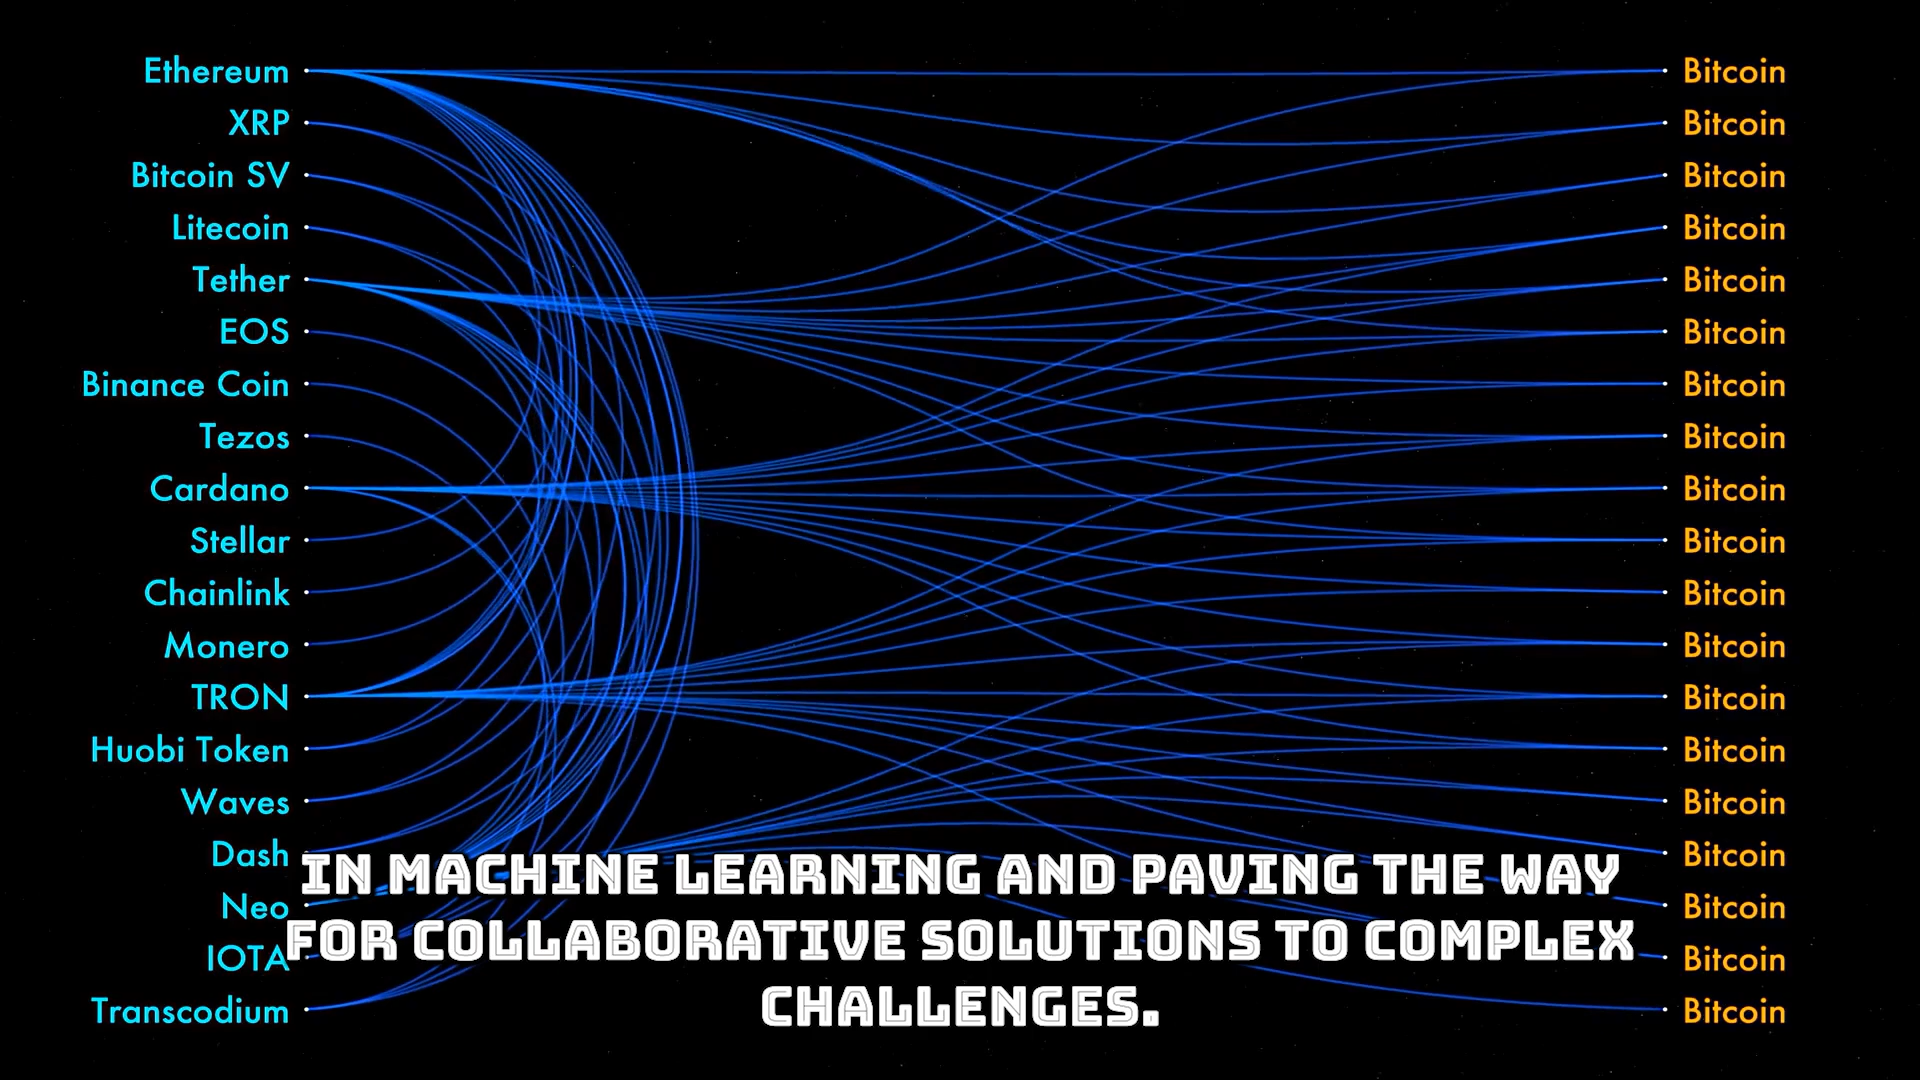 Ethereum Bitcoin
XRP Bitcoin
Bitcoin SV Bitcoin
Litecoin Bitcoin
Tether Bitcoin
EOS Bitcoin
Binance Coin Bitcoin
Tezos Bitcoin
Cardano Bitcoin
Stellar Bitcoin
Chainlink Bitcoin
Monero Bitcoin
TRON Bitcoin
Huobi Token Bitcoin
Waves Bitcoin
Dash Bitcoin
Neo Bitcoin
IOTA Bitcoin
Transcodium Bitcoin
IN MACHINE LEARNING AND PAVING THE WAY
FOR COLLABORATIVE SOLUTIONS TO COMPLEX
CHALLENGES.